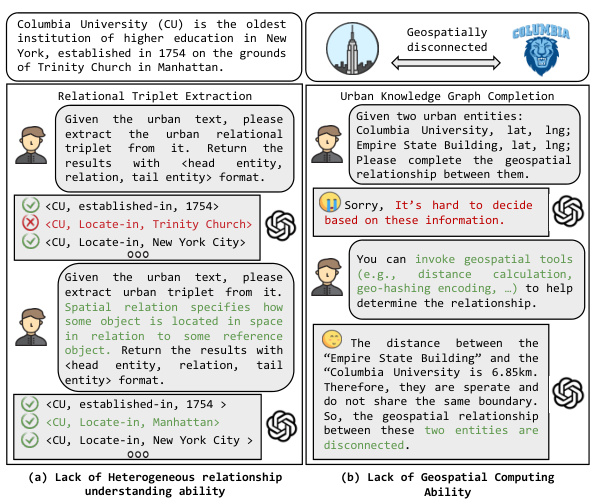 Columbia University (CU) is the oldest
institution of higher education in New
York, established in 1754 on the grounds
of Trinity Church in Manhattan.
Geospatially
disconnected
COLUMBIA
Relational Triplet Extraction
Given the urban text, please
extract the urban relational
triplet from it. Return the
results with <head entity,
relation, tail entity> format.
<CU, established-in, 1754>
<CU, Locate-in, Trinity Church>
<CU, Locate-in, New York City>
ooo
Given the urban text, please
extract urban triplet from it.
Spatial relation specifies how
some object is located in space
in relation to some reference
object. Return the results with
<head entity, relation, tail
entity> format.
<CU, established-in, 1754 >
<CU, Locate-in, Manhattan>
<CU, Locate-in, New York City >
ooo
(a) Lack of Heterogeneous relationship
understanding ability
Urban Knowledge Graph Completion
Given two urban entities:
Columbia University, lat, lng;
Empire State Building, lat, lng;
Please complete the geospatial
relationship between them.
Sorry, It's hard to decide
based on these information.
You can invoke geospatial tools
(e.g., distance calculation,
geo-hashing encoding, …) to help
determine the relationship.
The distance between the
“Empire State Building” and the
“Columbia University is 6.85km.
Therefore, they are sperate and
do not share the same boundary.
So, the geospatial relationship
between these two entities are
disconnected.
(b) Lack of Geospatial Computing
Ability